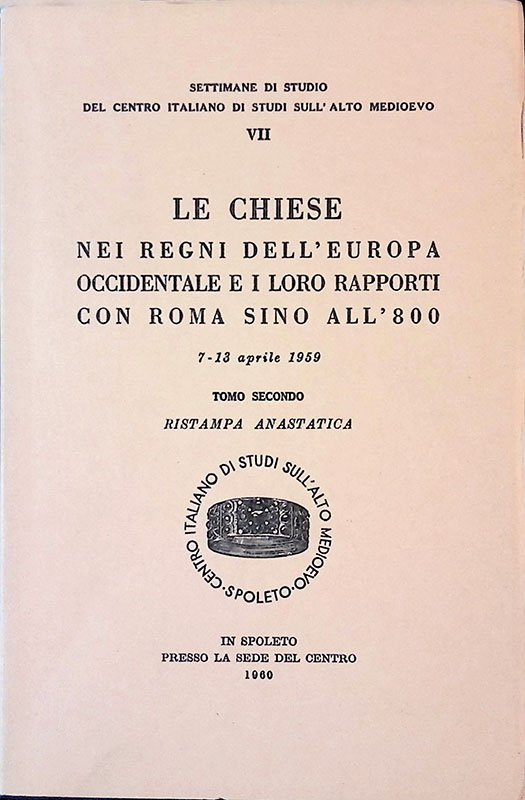 SETTIMANE DI STUDIO
DEL CENTRO ITALIANO DI STUDI SULL'ALTO MEDIOEVO
VII
LE CHIESE
NEI REGNI DELL'EUROPA
OCCIDENTALE E I LORO RAPPORTI
CON ROMA SINO ALL'800
7-13 aprile 1959
TOMO SECONDO
RISTAMPA ANASTATICA
CENTRO ITALIANO DI STUDI SULL'ALTO MEDIOEVO
·SPOLETO·
IN SPOLETO
PRESSO LA SEDE DEL CENTRO
1960